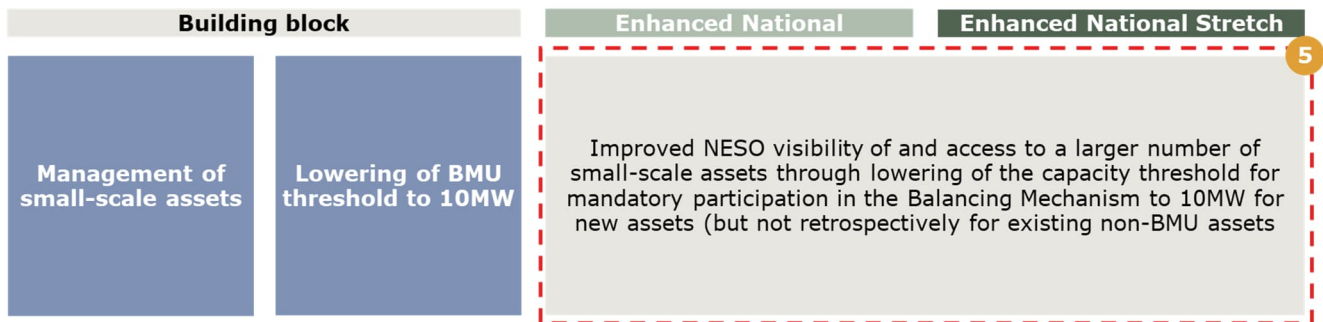 Building block
Enhanced National
Enhanced National Stretch
5
Management of
small-scale assets
Lowering of BMU
threshold to 10MW
Improved NESO visibility of and access to a larger number of
small-scale assets through lowering of the capacity threshold for
mandatory participation in the Balancing Mechanism to 10MW for
new assets (but not retrospectively for existing non-BMU assets